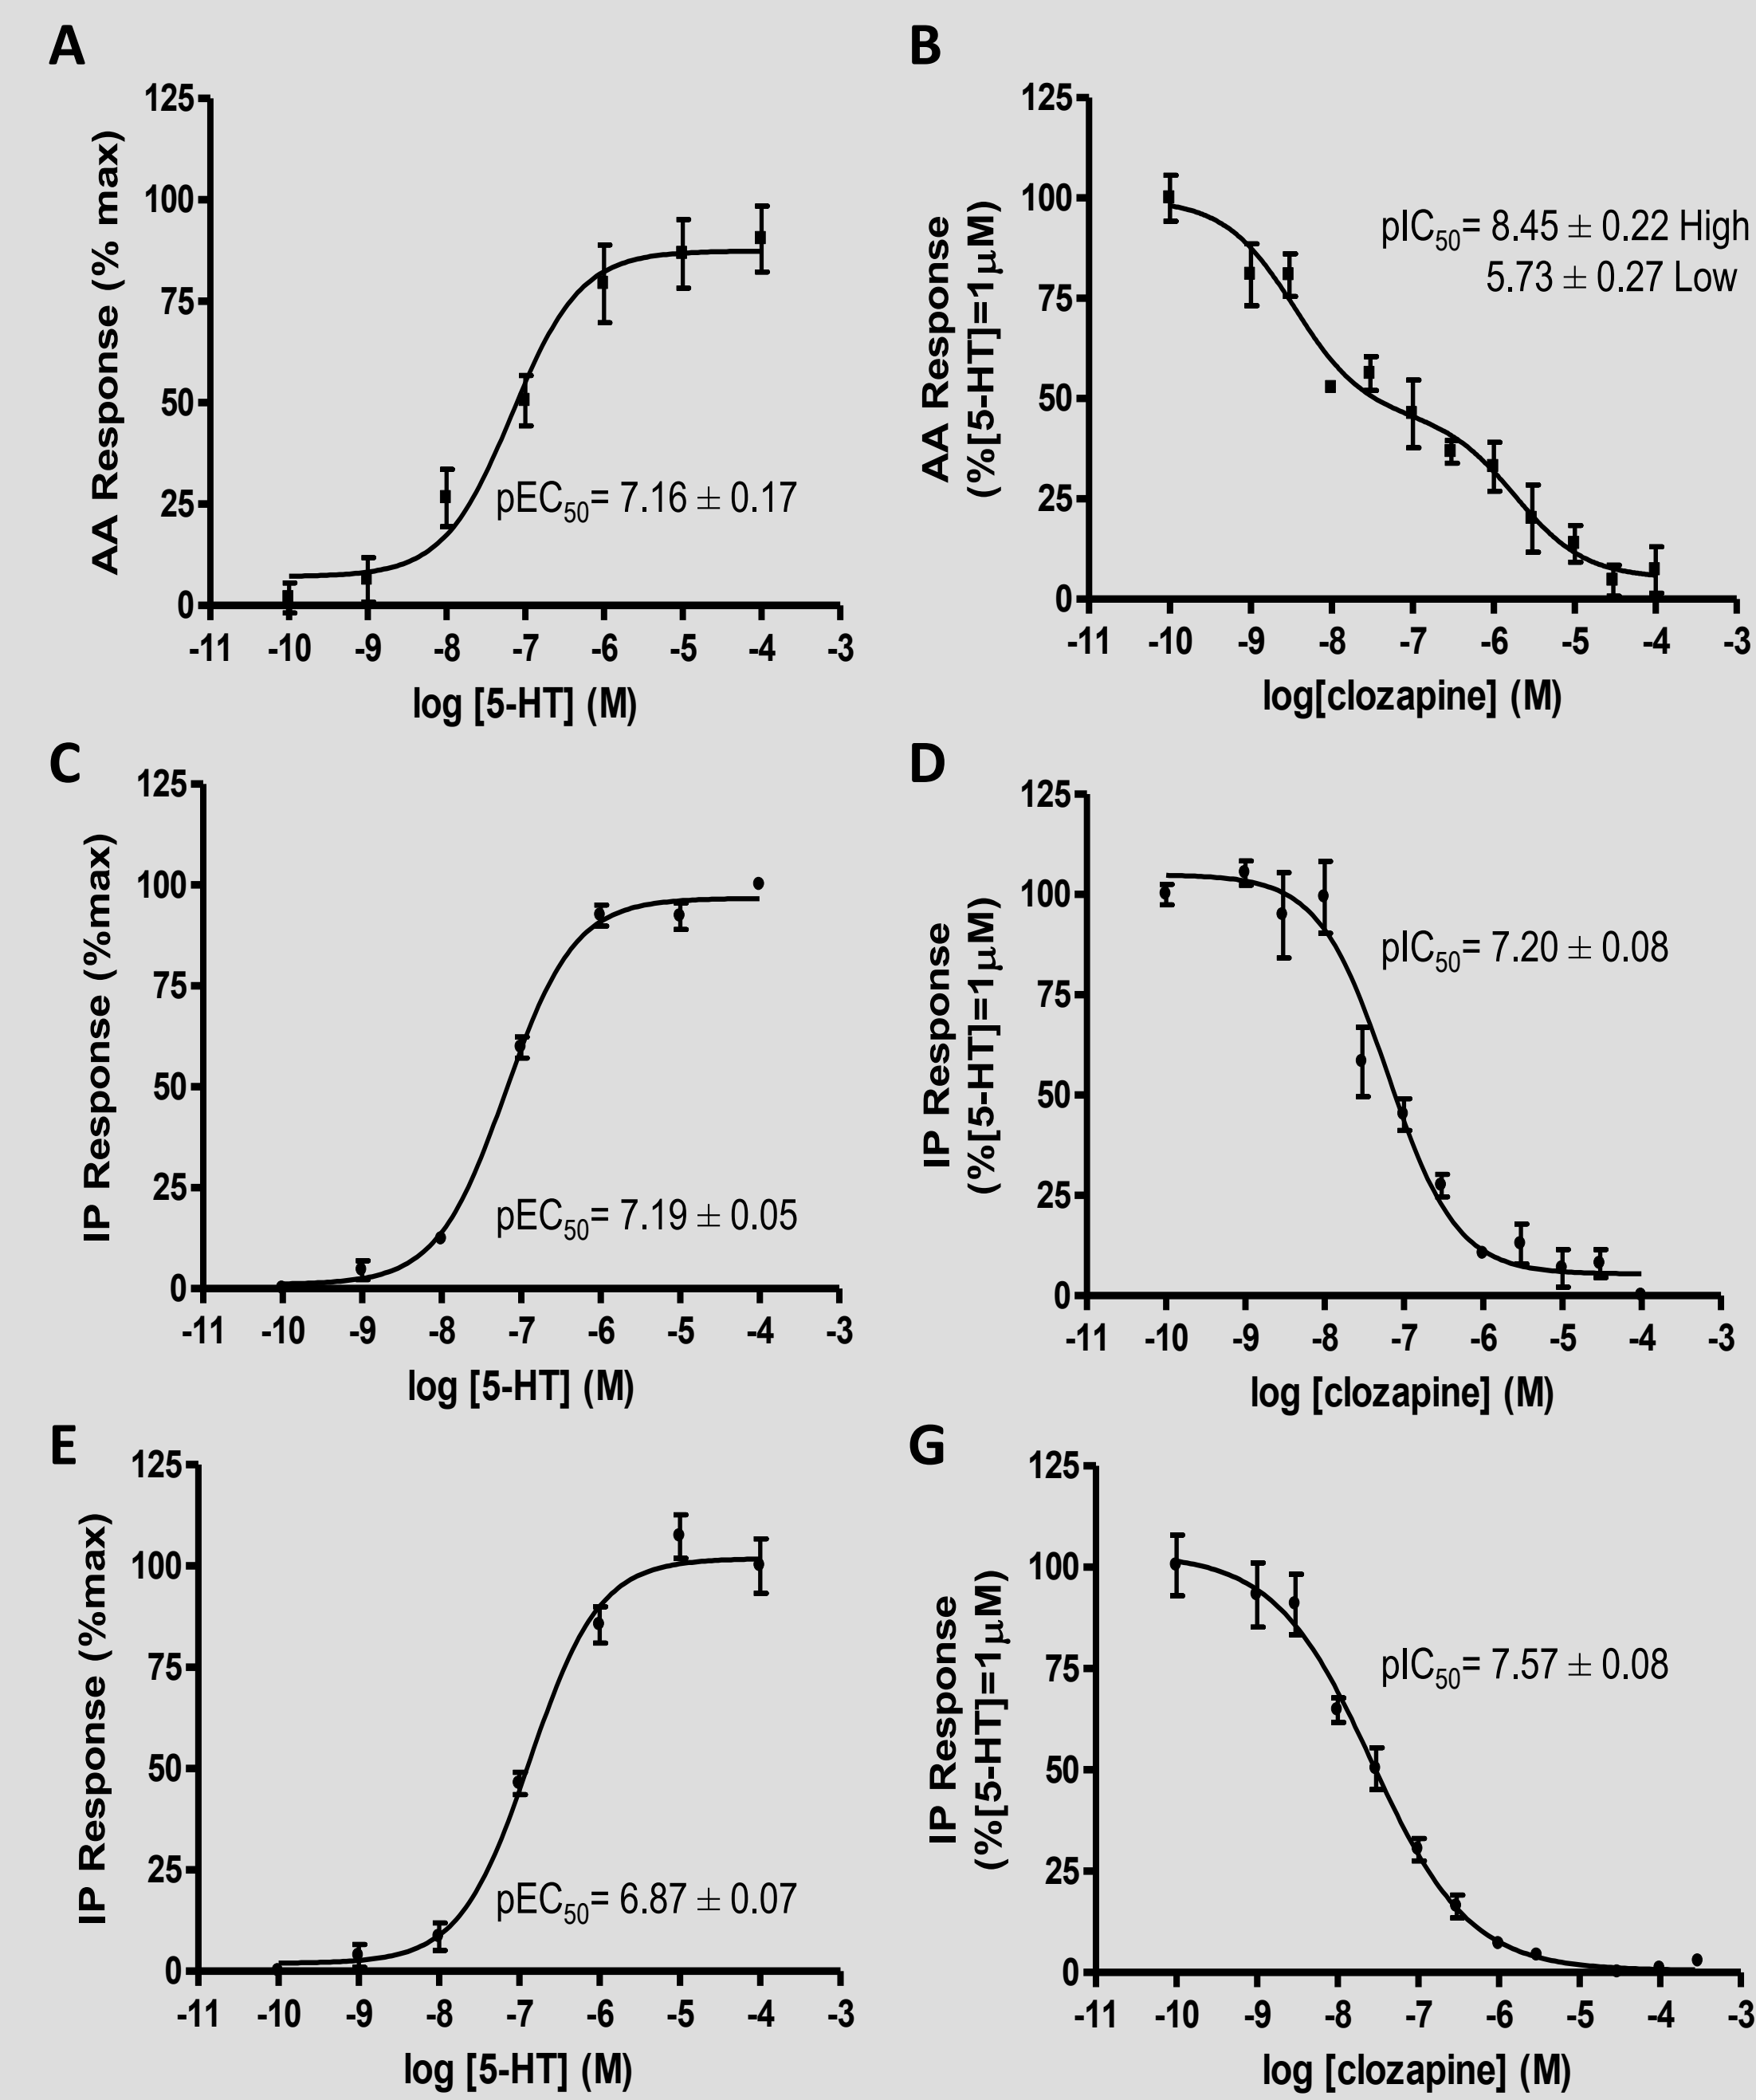 A
AA Response (% max)
125
100
75
50
25
0
-11 -10 -9 -8 -7 -6 -5 -4 -3
log [5-HT] (M)
pEC50= 7.16 ± 0.17
B
AA Response
(%[5-HT]=1μM)
125
100
75
50
25
0
-11 -10 -9 -8 -7 -6 -5 -4 -3
log[clozapine] (M)
pIC50= 8.45 ± 0.22 High
5.73 ± 0.27 Low
C
IP Response (%max)
125
100
75
50
25
0
-11 -10 -9 -8 -7 -6 -5 -4 -3
log [5-HT] (M)
pEC50= 7.19 ± 0.05
D
IP Response
(%[5-HT]=1μM)
125
100
75
50
25
0
-11 -10 -9 -8 -7 -6 -5 -4 -3
log [clozapine] (M)
pIC50= 7.20 ± 0.08
E
IP Response (%max)
125
100
75
50
25
0
-11 -10 -9 -8 -7 -6 -5 -4 -3
log [5-HT] (M)
pEC50= 6.87 ± 0.07
G
IP Response
(%[5-HT]=1μM)
125
100
75
50
25
0
-11 -10 -9 -8 -7 -6 -5 -4 -3
log [clozapine] (M)
pIC50= 7.57 ± 0.08